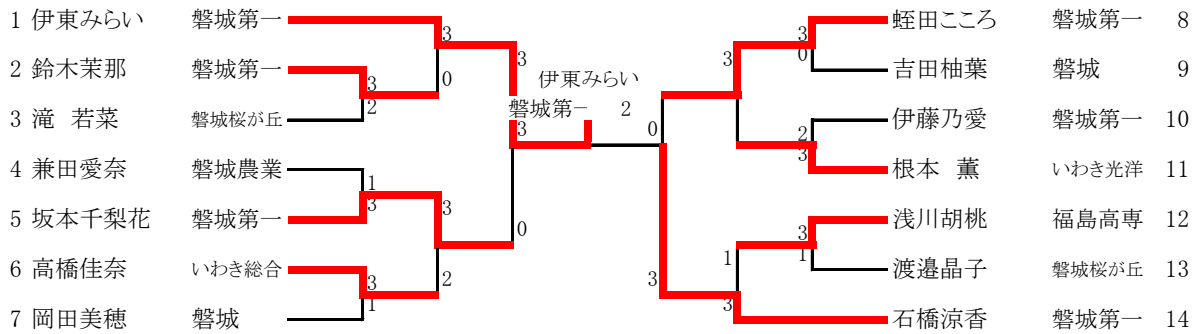 1 伊東みらい 磐城第一
2 鈴木茉那 磐城第一
3 滝 若菜 磐城桜が丘
4 兼田愛奈 磐城農業
5 坂本千梨花 磐城第一
6 高橋佳奈 いわき総合
7 岡田美穂 磐城
3
3
2
0
1
3
3
1
3
2
3
3
0
伊東みらい
磐城第一 2
0
3
3
1
3
3
0
2
3
3
1
蛭田こころ 磐城第一 8
吉田柚葉 磐城 9
伊藤乃愛 磐城第一 10
根本 薫 いわき光洋 11
浅川胡桃 福島高専 12
渡邉晶子 磐城桜が丘 13
石橋涼香 磐城第一 14